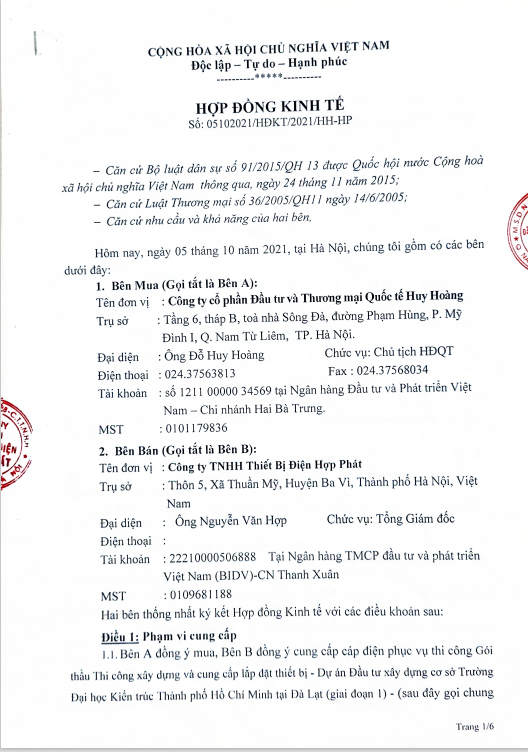 CỘNG HÒA XÃ HỘI CHỦ NGHĨA VIỆT NAM
Độc lập – Tự do – Hạnh phúc
----------*****----------
HỢP ĐỒNG KINH TẾ
Số: 05102021/HĐKT/2021/HH-HP
– Căn cứ Bộ luật dân sự số 91/2015/QH 13 được Quốc hội nước Cộng hoà
xã hội chủ nghĩa Việt Nam thông qua, ngày 24 tháng 11 năm 2015;
– Căn cứ Luật Thương mại số 36/2005/QH11 ngày 14/6/2005;
– Căn cứ nhu cầu và khả năng của hai bên.
Hôm nay, ngày 05 tháng 10 năm 2021, tại Hà Nội, chúng tôi gồm có các bên
dưới đây:
1. Bên Mua (Gọi tắt là Bên A):
Tên đơn vị : Công ty cổ phần Đầu tư và Thương mại Quốc tế Huy Hoàng
Trụ sở : Tầng 6, tháp B, toà nhà Sông Đà, đường Phạm Hùng, P. Mỹ
Đình I, Q. Nam Từ Liêm, TP. Hà Nội.
Đại diện : Ông Đỗ Huy Hoàng Chức vụ: Chủ tịch HĐQT
Điện thoại : 024.37563813 Fax : 024.37568034
Tài khoản : số 1211 00000 34569 tại Ngân hàng Đầu tư và Phát triển Việt
Nam – Chi nhánh Hai Bà Trưng.
MST : 0101179836
2. Bên Bán (Gọi tắt là Bên B):
Tên đơn vị : Công ty TNHH Thiết Bị Điện Hợp Phát
Trụ sở : Thôn 5, Xã Thuần Mỹ, Huyện Ba Vì, Thành phố Hà Nội, Việt
Nam
Đại diện : Ông Nguyễn Văn Hợp Chức vụ: Tổng Giám đốc
Điện thoại :
Tài khoản : 22210000506888 Tại Ngân hàng TMCP đầu tư và phát triển
Việt Nam (BIDV)-CN Thanh Xuân
MST : 0109681188
Hai bên thống nhất ký kết Hợp đồng Kinh tế với các điều khoản sau:
Điều 1: Phạm vi cung cấp
1.1. Bên A đồng ý mua, Bên B đồng ý cung cấp cáp điện phục vụ thi công Gói
thầu Thi công xây dựng và cung cấp lắp đặt thiết bị - Dự án Đầu tư xây dựng cơ sở Trường
Đại học Kiến trúc Thành phố Hồ Chí Minh tại Đà Lạt (giai đoạn 1) - (sau đây gọi chung
Trang 1/6